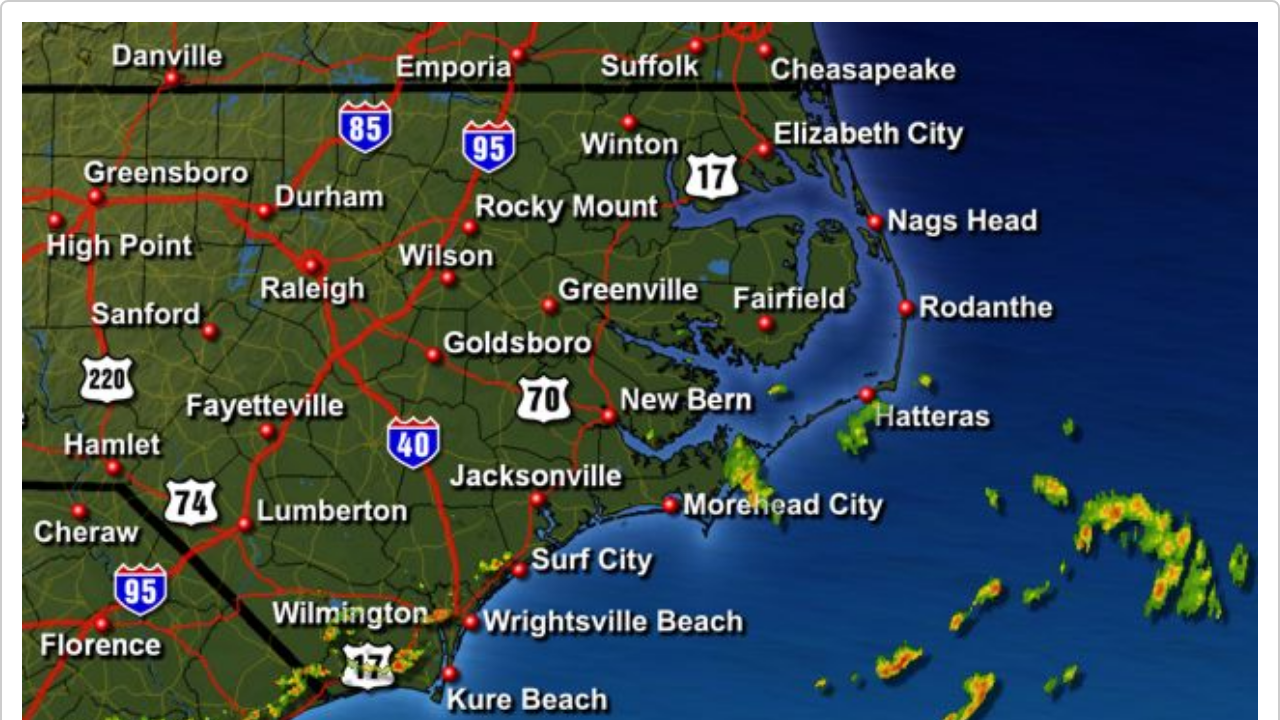 Danville
Emporia
Suffolk
Cheasapeake
85
95
Winton
Elizabeth City
17
Greensboro
Durham
Rocky Mount
Nags Head
High Point
Wilson
Raleigh
Greenville
Fairfield
Rodanthe
Sanford
Goldsboro
220
70
New Bern
Fayetteville
Hatteras
Hamlet
40
Jacksonville
74
Morehead City
Lumberton
Cheraw
Surf City
95
Wilmington
Wrightsville Beach
Florence
17
Kure Beach